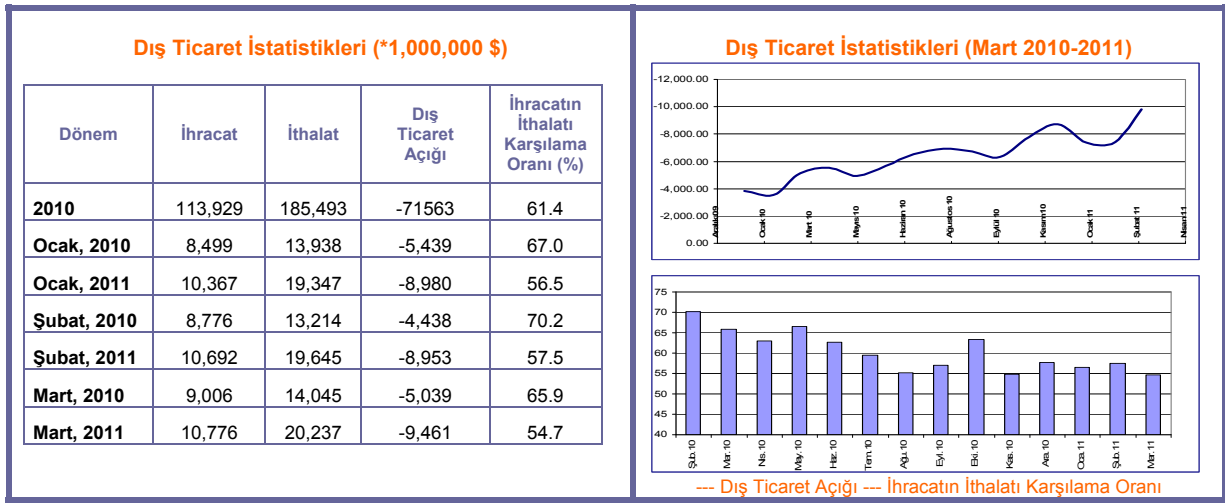 Dış Ticaret İstatistikleri (*1,000,000 $)
Dönem İhracat İthalat Dış Ticaret Açığı İhracatın İthalatı Karşılama Oranı (%)
2010 113,929 185,493 -71563 61.4
Ocak, 2010 8,499 13,938 -5,439 67.0
Ocak, 2011 10,367 19,347 -8,980 56.5
Şubat, 2010 8,776 13,214 -4,438 70.2
Şubat, 2011 10,692 19,645 -8,953 57.5
Mart, 2010 9,006 14,045 -5,039 65.9
Mart, 2011 10,776 20,237 -9,461 54.7
Dış Ticaret İstatistikleri (Mart 2010-2011)
-12,000.00
-10,000.00
-8,000.00
-6,000.00
-4,000.00
-2,000.00
0.00
Aralık 09
Ocak 10
Mart 10
Mayıs 10
Haziran 10
Ağustos 10
Eylül 10
Kasım 10
Ocak 11
Şubat 11
Nisan 11
75
70
65
60
55
50
45
40
Şub. 10
Mar. 10
Nis. 10
May. 10
Haz. 10
Tem. 10
Ağu. 10
Eyl. 10
Eki. 10
Kas. 10
Ara. 10
Oca. 11
Şub. 11
Mar. 11
--- Dış Ticaret Açığı --- İhracatın İthalatı Karşılama Oranı